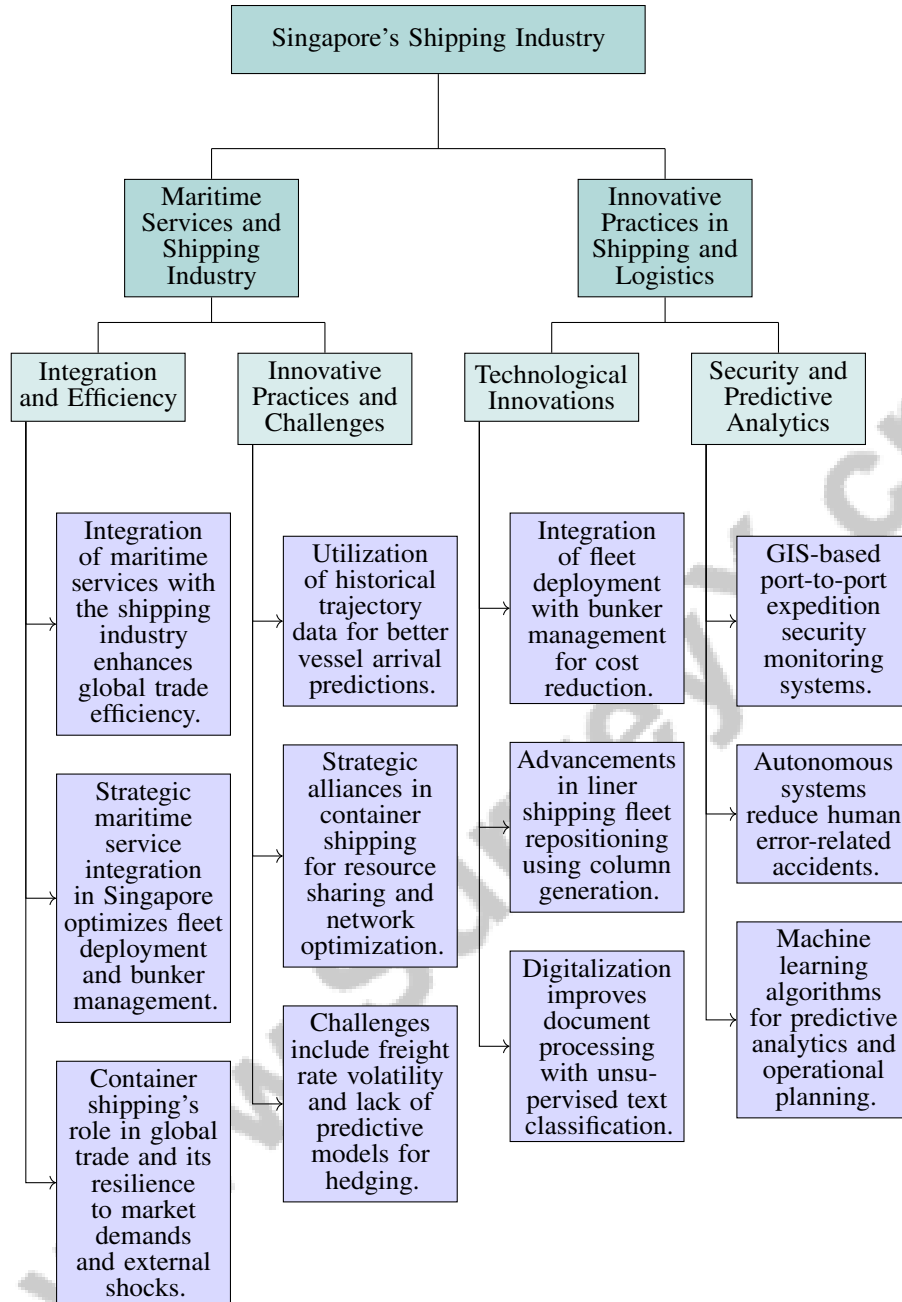 Singapore's Shipping Industry
Maritime
Services and
Shipping
Industry
Innovative
Practices in
Shipping and
Logistics
Integration
and Efficiency
Innovative
Practices and
Challenges
Technological
Innovations
Security and
Predictive
Analytics
Integration
of maritime
services with
the shipping
industry
enhances
global trade
efficiency.
Strategic
maritime
service
integration
in Singapore
optimizes fleet
deployment
and bunker
management.
Container
shipping's
role in global
trade and its
resilience
to market
demands
and external
shocks.
Utilization
of historical
trajectory
data for better
vessel arrival
predictions.
Strategic
alliances in
container
shipping
for resource
sharing and
network
optimization.
Challenges
include freight
rate volatility
and lack of
predictive
models for
hedging.
Integration
of fleet
deployment
with bunker
management
for cost
reduction.
Advancements
in liner
shipping fleet
repositioning
using column
generation.
Digitalization
improves
document
processing
with unsu-
pervised text
classification.
GIS-based
port-to-port
expedition
security
monitoring
systems.
Autonomous
systems
reduce human
error-related
accidents.
Machine
learning
algorithms
for predictive
analytics and
operational
planning.